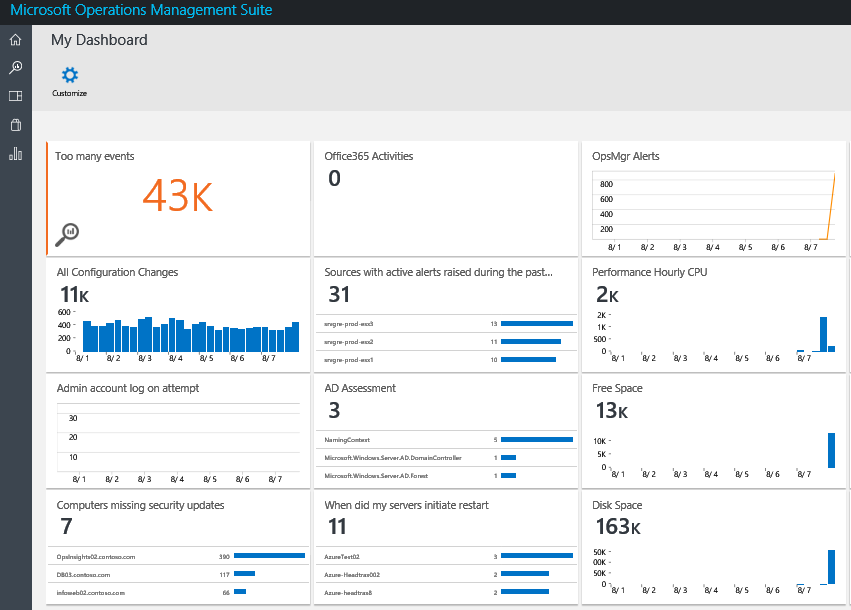 Microsoft Operations Management Suite
My Dashboard
Customize
Too many events
43K
Office365 Activities
0
OpsMgr Alerts
800
600
400
200
8/ 1 8/ 2 8/ 3 8/ 4 8/ 5 8/ 6 8/ 7
All Configuration Changes
11K
600
400
200
0
8/ 1 8/ 2 8/ 3 8/ 4 8/ 5 8/ 6 8/ 7
Sources with active alerts raised during the past...
31
srvgre-prod-esx3 13
srvgre-prod-esx2 11
srvgre-prod-esx1 10
Performance Hourly CPU
2K
2K
1K
500
0
8/ 1 8/ 2 8/ 3 8/ 4 8/ 5 8/ 6 8/ 7
Admin account log on attempt
30
20
10
8/ 1 8/ 2 8/ 3 8/ 4 8/ 5 8/ 6 8/ 7
AD Assessment
3
NamingContext 5
Microsoft.Windows.Server.AD.DomainController 1
Microsoft.Windows.Server.AD.Forest 1
Free Space
13K
10K
5K
0
8/ 1 8/ 2 8/ 3 8/ 4 8/ 5 8/ 6 8/ 7
Computers missing security updates
7
OpsInsights02.contoso.com 390
DB03.contoso.com 117
infoweb02.contoso.com 66
When did my servers initiate restart
11
AzureTest02 3
Azure-Headtrax002 2
Azure-headtrax8 2
Disk Space
163K
50K
00K
50K
0
8/ 1 8/ 2 8/ 3 8/ 4 8/ 5 8/ 6 8/ 7